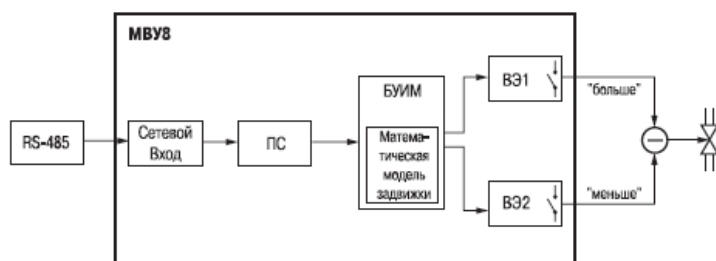 МВУ8
RS-485
Сетевой
Вход
ПС
БУИМ
Матема-
тическая
модель
задвижки
ВЭ1
"больше"
ВЭ2
"меньше"